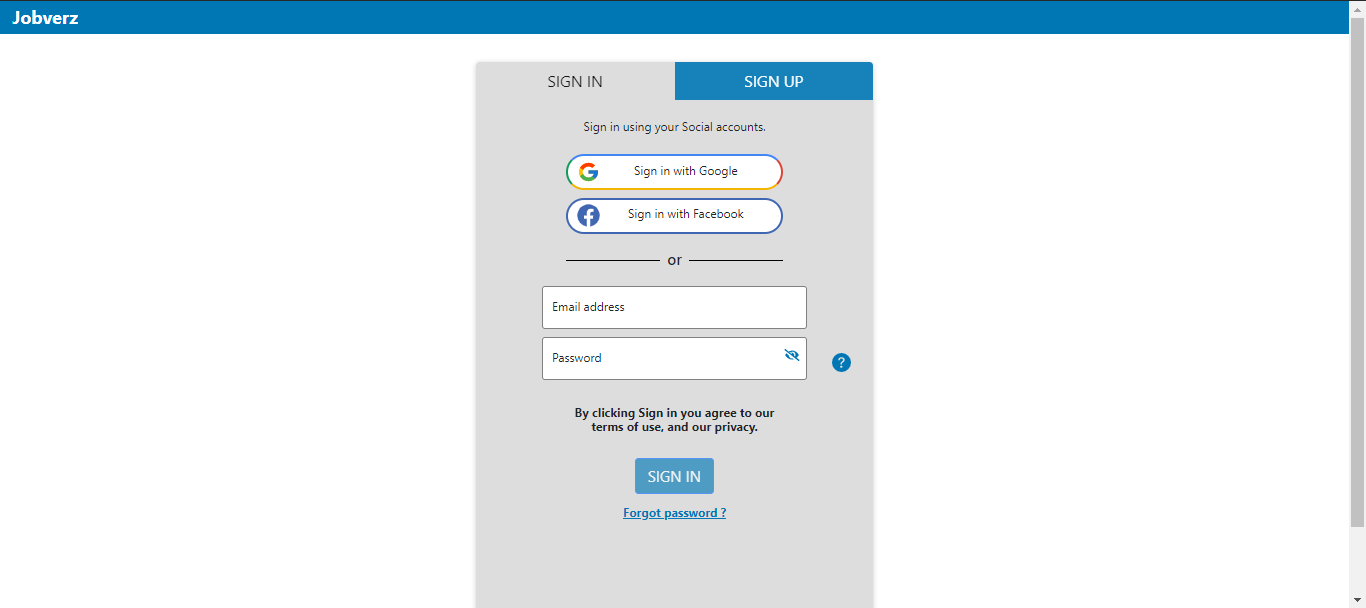 Jobverz
SIGN IN
SIGN UP
Sign in using your Social accounts.
Sign in with Google
Sign in with Facebook
or
Email address
Password
?
By clicking Sign in you agree to our
terms of use, and our privacy.
SIGN IN
Forgot password ?